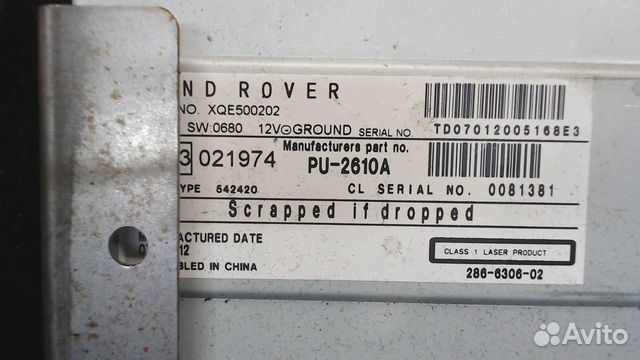 ND ROVER
NO. XQE500202
SW:0680 12V⊖GROUND SERIAL NO. TD07012005168E3
Manufacturers part no.
3 021974 PU-2610A
YPE 542420 CL SERIAL NO. 0081381
Scrapped if dropped
ACTURED DATE
12
CLASS 1 LASER PRODUCT
BLED IN CHINA 286-6306-02
Avito